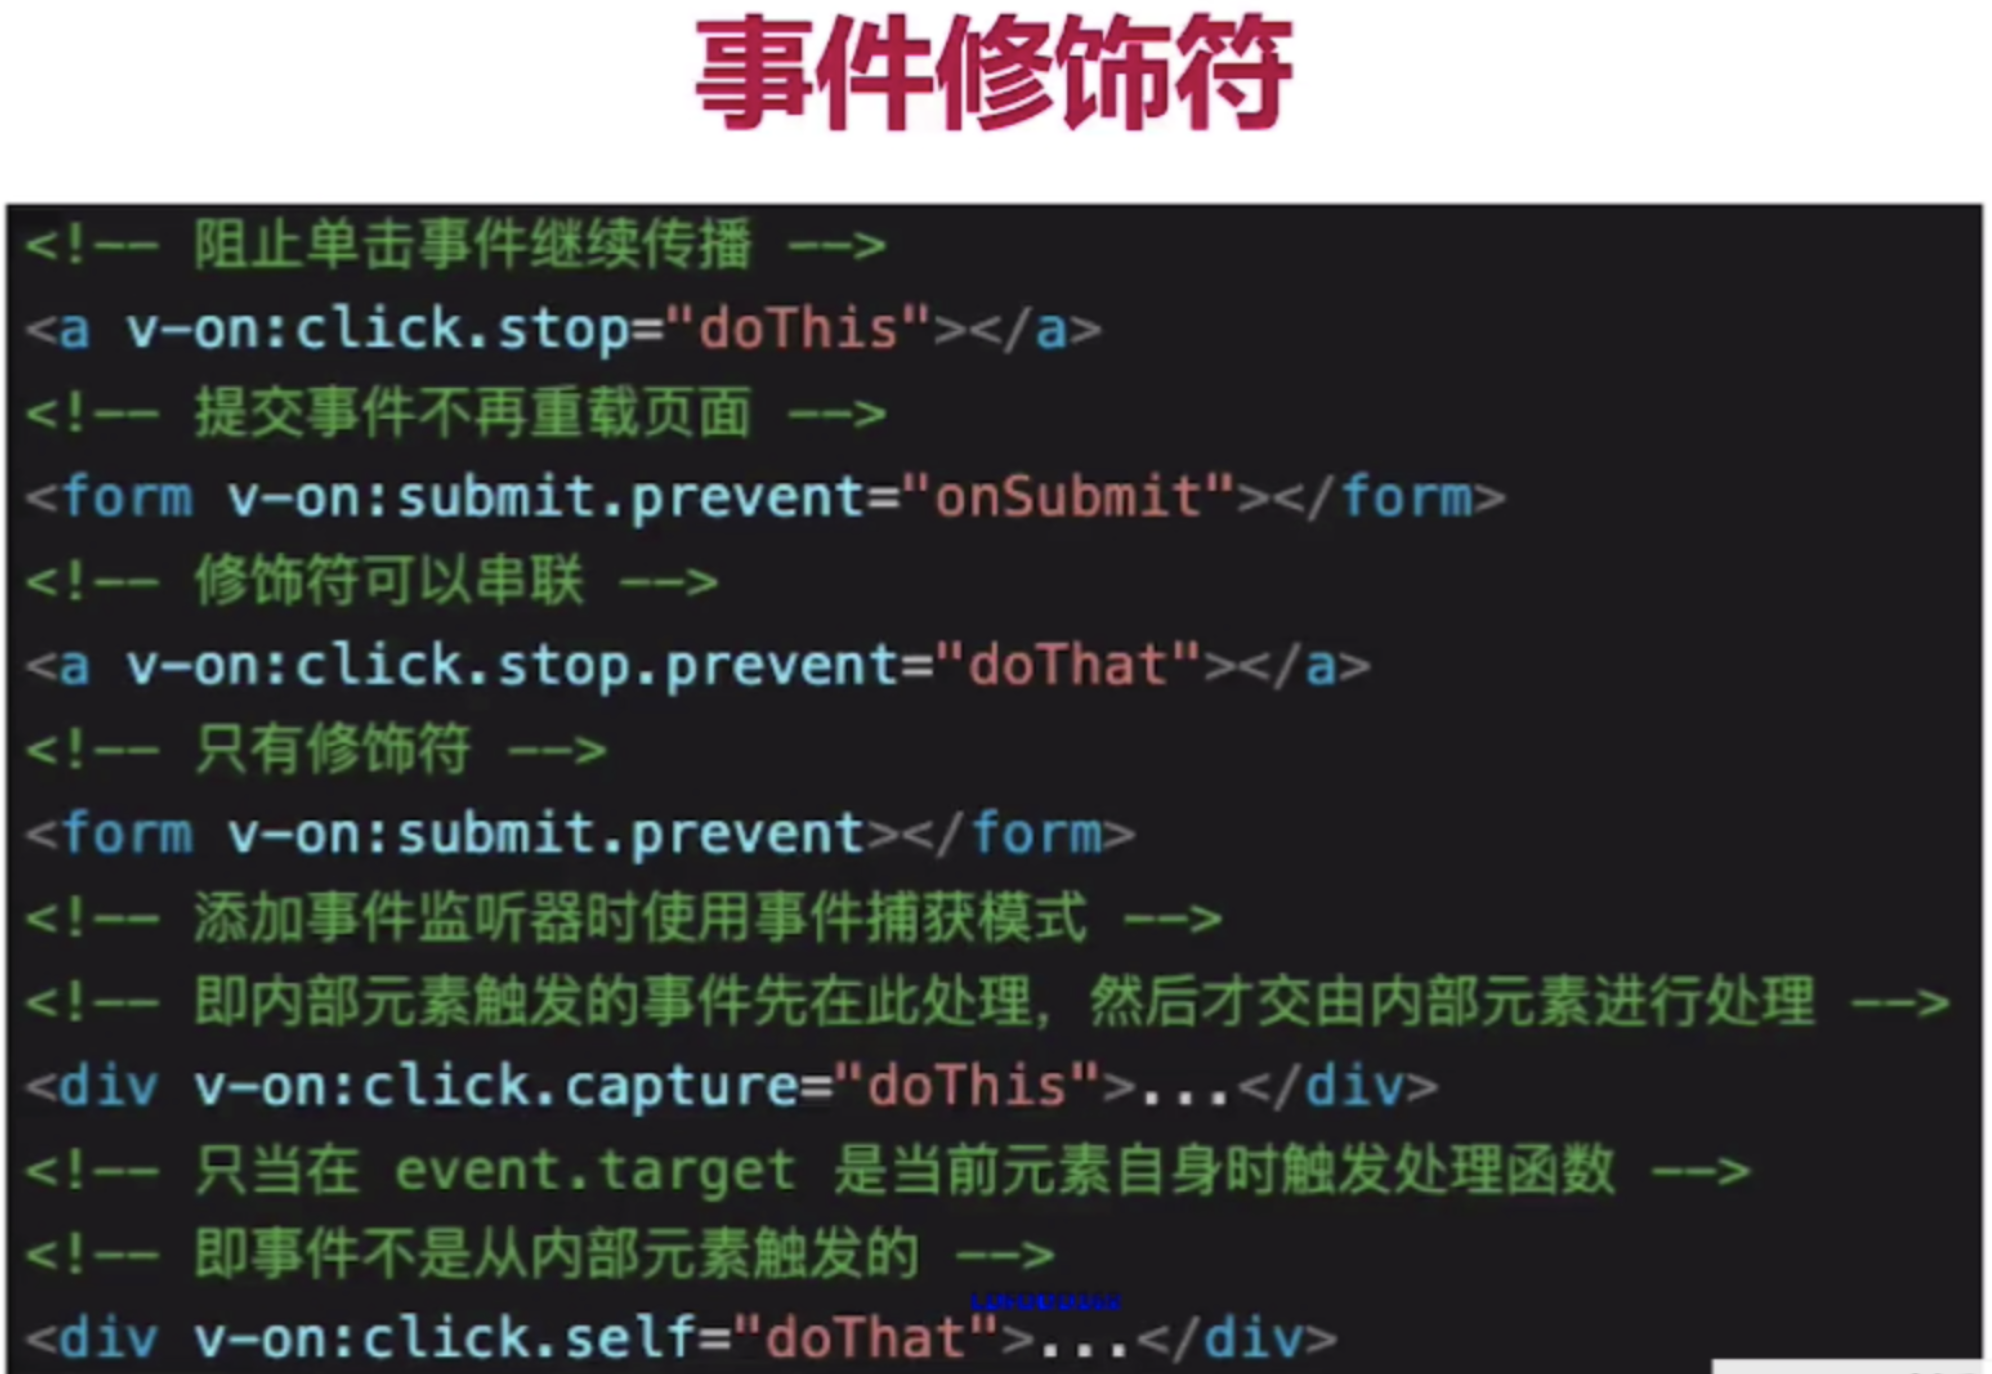 事件修饰符
<!-- 阻止单击事件继续传播 -->
<a v-on:click.stop="doThis"></a>
<!-- 提交事件不再重载页面 -->
<form v-on:submit.prevent="onSubmit"></form>
<!-- 修饰符可以串联 -->
<a v-on:click.stop.prevent="doThat"></a>
<!-- 只有修饰符 -->
<form v-on:submit.prevent></form>
<!-- 添加事件监听器时使用事件捕获模式 -->
<!-- 即内部元素触发的事件先在此处理，然后才交由内部元素进行处理 -->
<div v-on:click.capture="doThis">...</div>
<!-- 只当在 event.target 是当前元素自身时触发处理函数 -->
<!-- 即事件不是从内部元素触发的 -->
<div v-on:click.self="doThat">...</div>